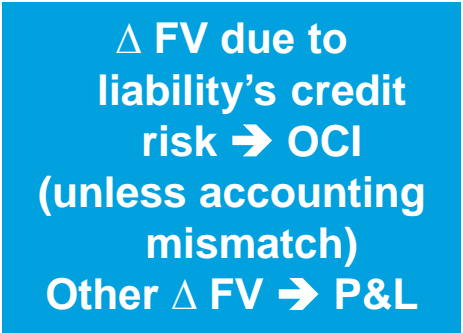 Δ FV due to
liability’s credit
risk ➔ OCI
(unless accounting
mismatch)
Other Δ FV ➔ P&L